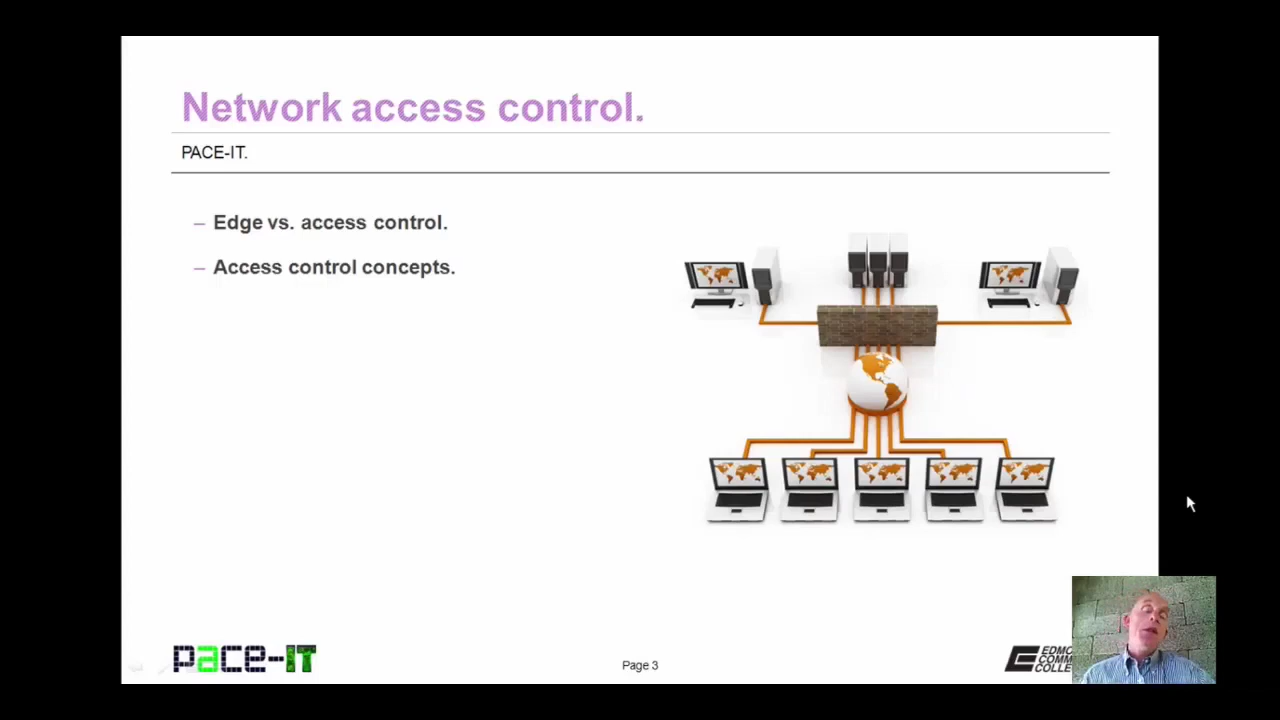 Network access control.
PACE-IT.
– Edge vs. access control.
– Access control concepts.
pace-IT
Page 3